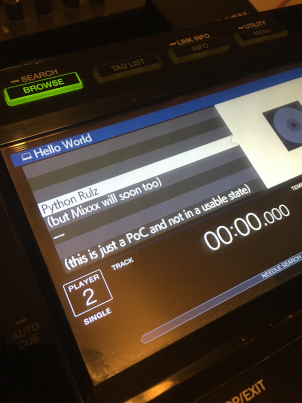 SEARCH
BROWSE
TAG LIST
LINK INFO
INFO
UTILITY
MENU
Hello World
Python Rulz
(but Mixxx will soon too)
---
(this is just a PoC and not in a usable state)
PLAYER
2
SINGLE
TRACK
00:00.000
NEEDLE SEARCH
AUTO
CUE